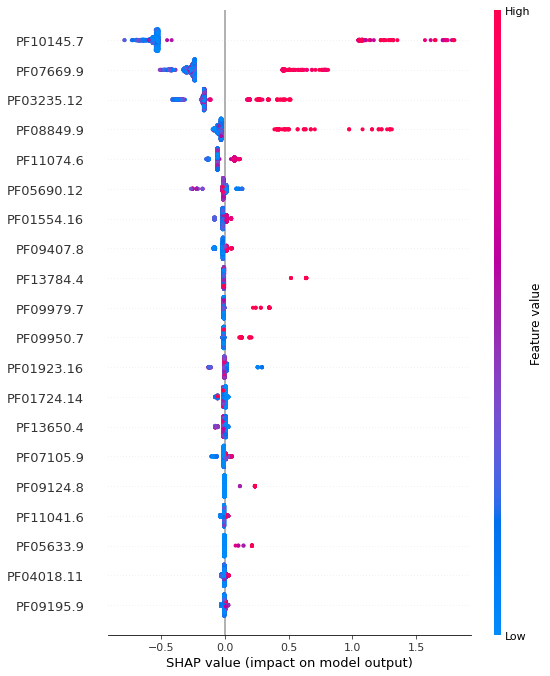 High
PF10145.7
PF07669.9
PF03235.12
PF08849.9
PF11074.6
PF05690.12
PF01554.16
PF09407.8
PF13784.4
PF09979.7
PF09950.7
PF01923.16
PF01724.14
PF13650.4
PF07105.9
PF09124.8
PF11041.6
PF05633.9
PF04018.11
PF09195.9
Feature value
Low
−0.5 0.0 0.5 1.0 1.5
SHAP value (impact on model output)